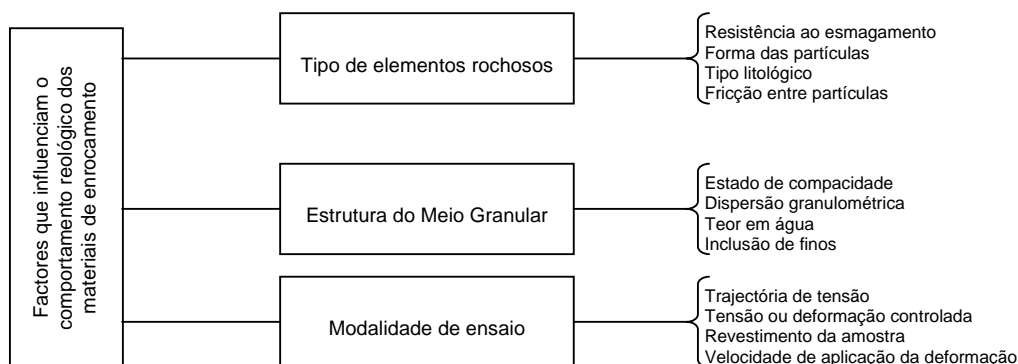 Factores que influenciam o
comportamento reológico dos
materiais de enrocamento
Tipo de elementos rochosos
Resistência ao esmagamento
Forma das partículas
Tipo litológico
Fricção entre partículas
Estrutura do Meio Granular
Estado de compacidade
Dispersão granulométrica
Teor em água
Inclusão de finos
Modalidade de ensaio
Trajectória de tensão
Tensão ou deformação controlada
Revestimento da amostra
Velocidade de aplicação da deformação